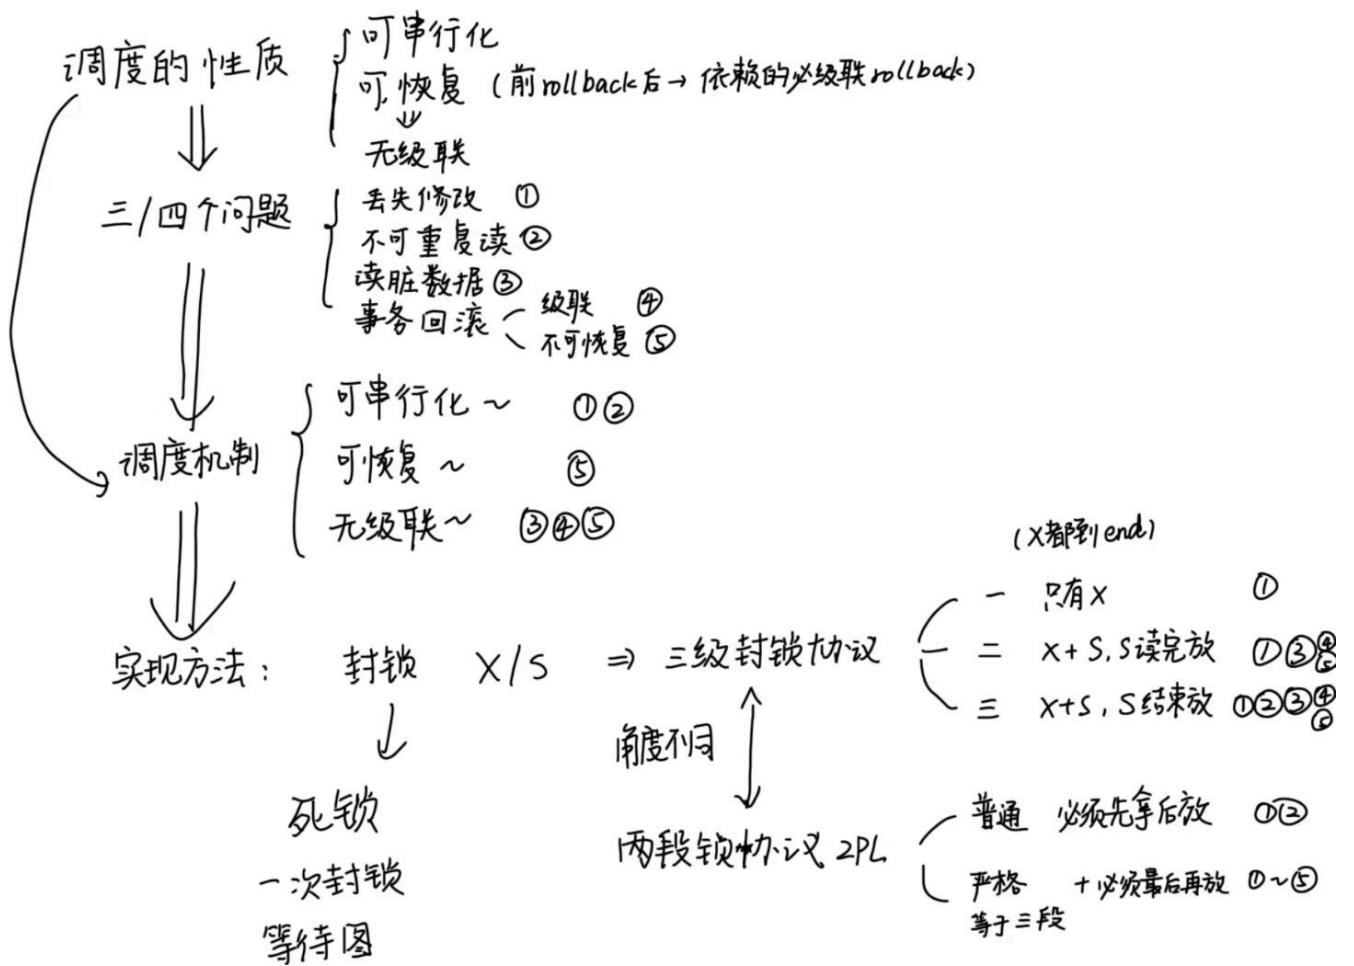 调度的性质
可串行化
可恢复 (前rollback后→依赖的必级联rollback)
无级联
三/四个问题
丢失修改 ①
不可重复读 ②
读脏数据 ③
事务回滚 级联 ④
不可恢复 ⑤
调度机制
可串行化～ ①②
可恢复～ ⑤
无级联～ ③④⑤
实现方法： 封锁 X/S ⇒ 三级封锁协议
(X都到end)
一 只有X ①
二 X+S,S读完放 ①③④⑤
三 X+S,S结束放 ①②③④⑤
角度不同
死锁
一次封锁
等待图
两段锁协议 2PL
普通 必须先拿后放 ①②
严格 +必须最后再放 ①~⑤
等于三段